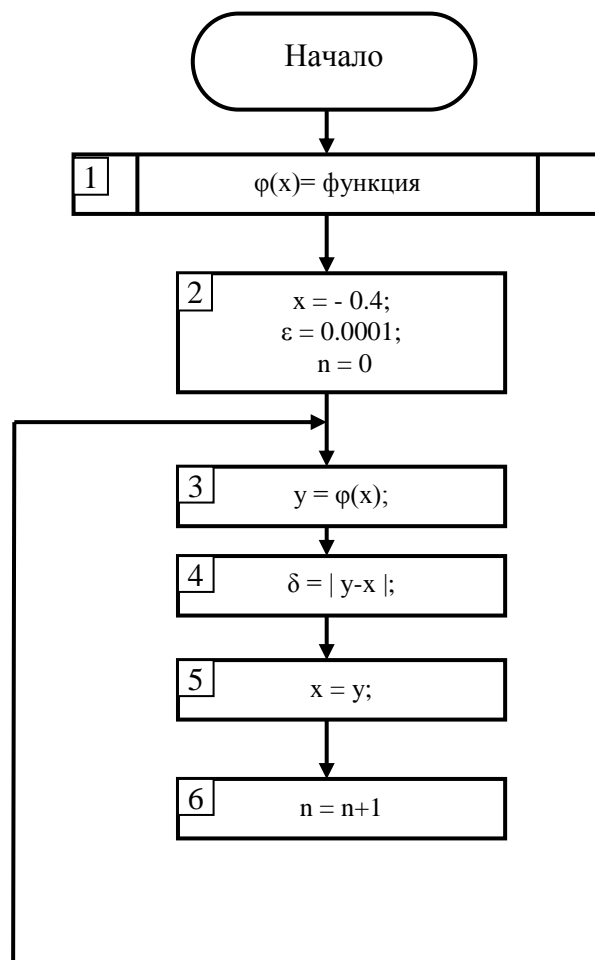 Начало
1
φ(x)= функция
2
x = - 0.4;
ε = 0.0001;
n = 0
3
y = φ(x);
4
δ = | y-x |;
5
x = y;
6
n = n+1